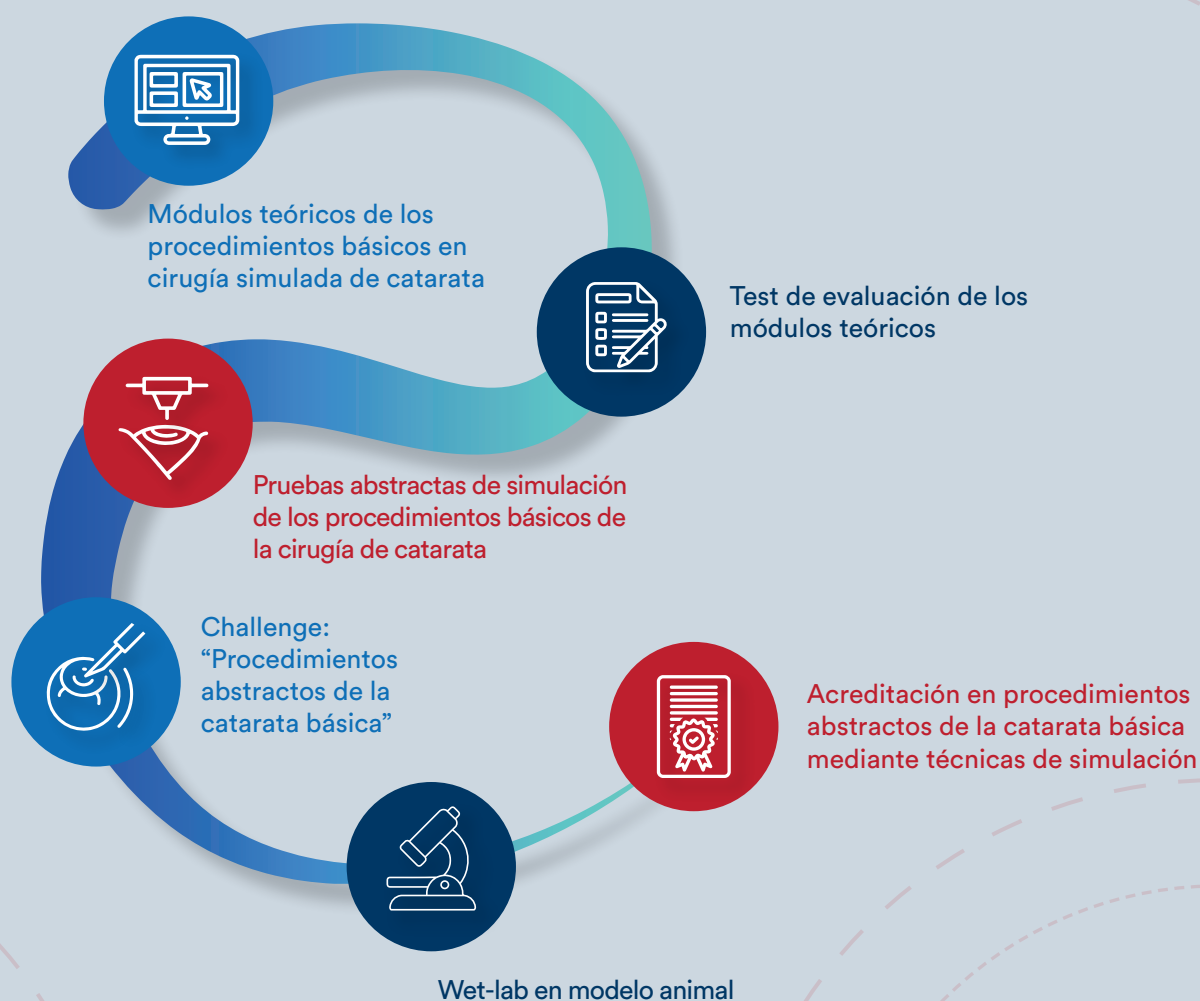 Módulos teóricos de los
procedimientos básicos en
cirugía simulada de catarata
Test de evaluación de los
módulos teóricos
Pruebas abstractas de simulación
de los procedimientos básicos de
la cirugía de catarata
Challenge:
“Procedimientos
abstractos de la
catarata básica”
Acreditación en procedimientos
abstractos de la catarata básica
mediante técnicas de simulación
Wet-lab en modelo animal